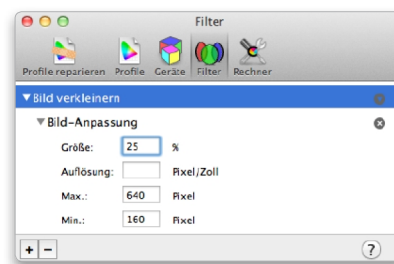 Filter
Profile reparieren Profile Geräte Filter Rechner
Bild verkleinern
Bild-Anpassung
Größe: 25 %
Auflösung: Pixel/Zoll
Max.: 640 Pixel
Min.: 160 Pixel
+ − ?